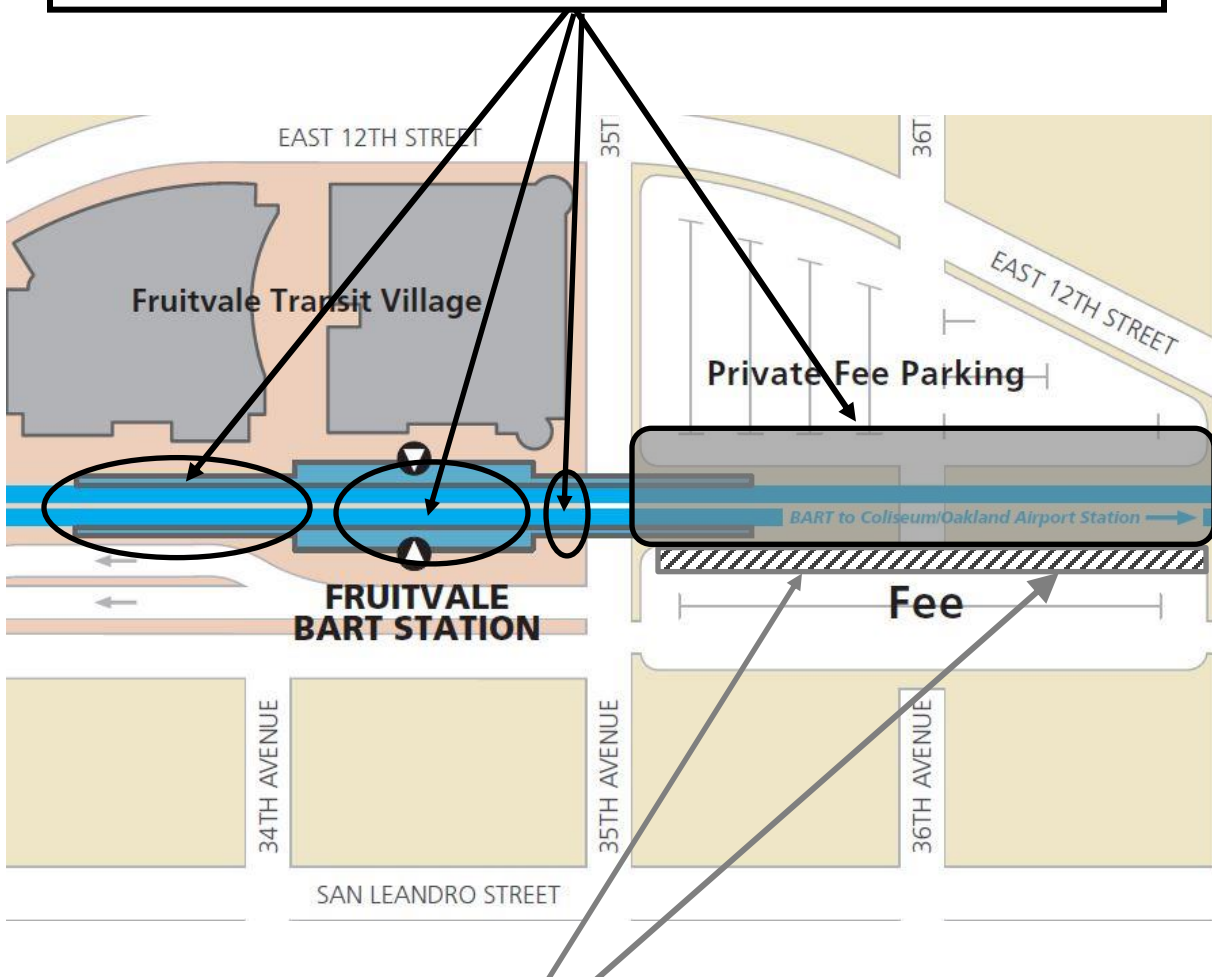 EAST 12TH STREET
35T
36T
EAST 12TH STREET
Fruitvale Transit Village
Private Fee Parking
BART to Coliseum/Oakland Airport Station
FRUITVALE
BART STATION
Fee
34TH AVENUE
35TH AVENUE
36TH AVENUE
SAN LEANDRO STREET